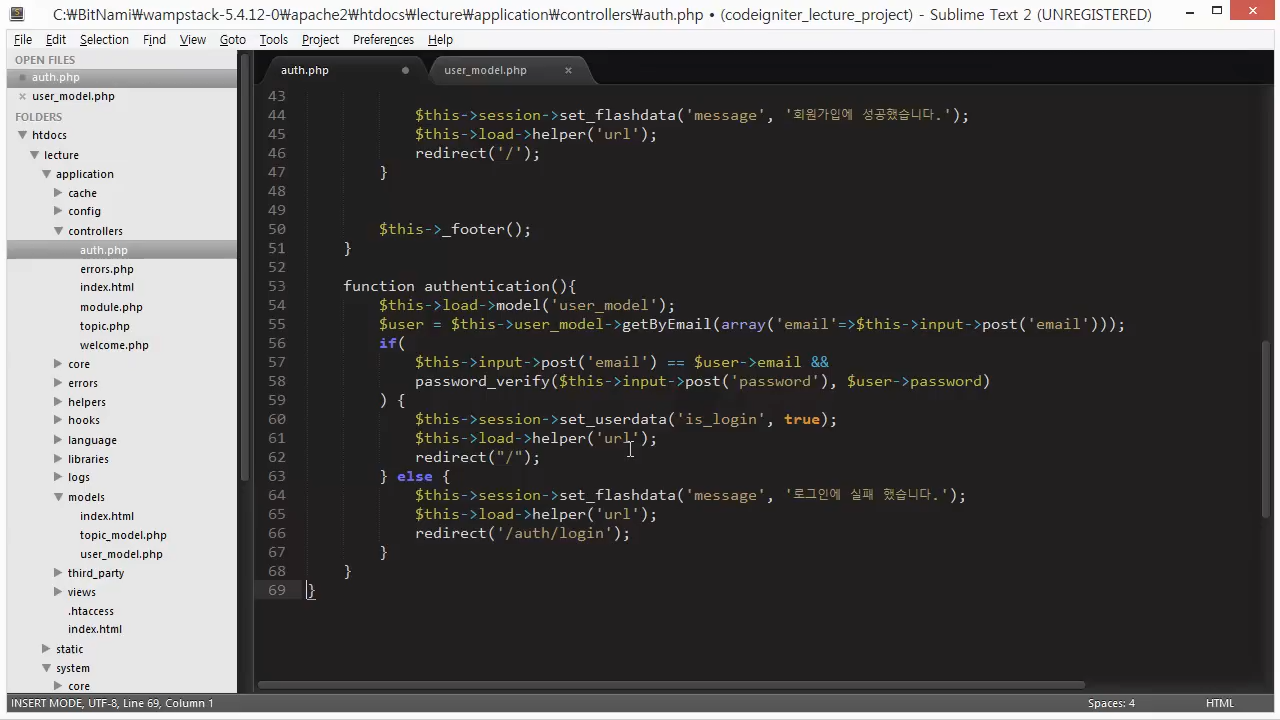 C:₩BitNami₩wampstack-5.4.12-0₩apache2₩htdocs₩lecture₩application₩controllers₩auth.php • (codeigniter_lecture_project) - Sublime Text 2 (UNREGISTERED)
File Edit Selection Find View Goto Tools Project Preferences Help
OPEN FILES
auth.php
user_model.php
FOLDERS
htdocs
lecture
application
cache
config
controllers
auth.php
errors.php
index.html
module.php
topic.php
welcome.php
core
errors
helpers
hooks
language
libraries
logs
models
index.html
topic_model.php
user_model.php
third_party
views
.htaccess
index.html
static
system
core
auth.php user_model.php
43
44 $this->session->set_flashdata('message', '회원가입에 성공했습니다.');
45 $this->load->helper('url');
46 redirect('/');
47 }
48
49
50 $this->_footer();
51 }
52
53 function authentication(){
54 $this->load->model('user_model');
55 $user = $this->user_model->getByEmail(array('email'=>$this->input->post('email')));
56 if(
57 $this->input->post('email') == $user->email &&
58 password_verify($this->input->post('password'), $user->password)
59 ) {
60 $this->session->set_userdata('is_login', true);
61 $this->load->helper('url');
62 redirect("/");
63 } else {
64 $this->session->set_flashdata('message', '로그인에 실패 했습니다.');
65 $this->load->helper('url');
66 redirect('/auth/login');
67 }
68 }
69 }
INSERT MODE, UTF-8, Line 69, Column 1 Spaces: 4 HTML